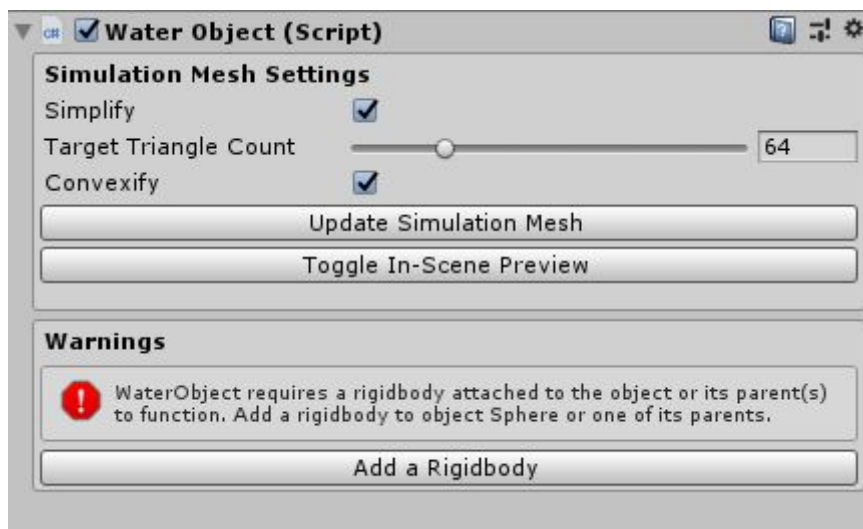 Water Object (Script)
Simulation Mesh Settings
Simplify
Target Triangle Count 64
Convexify
Update Simulation Mesh
Toggle In-Scene Preview
Warnings
WaterObject requires a rigidbody attached to the object or its parent(s)
to function. Add a rigidbody to object Sphere or one of its parents.
Add a Rigidbody